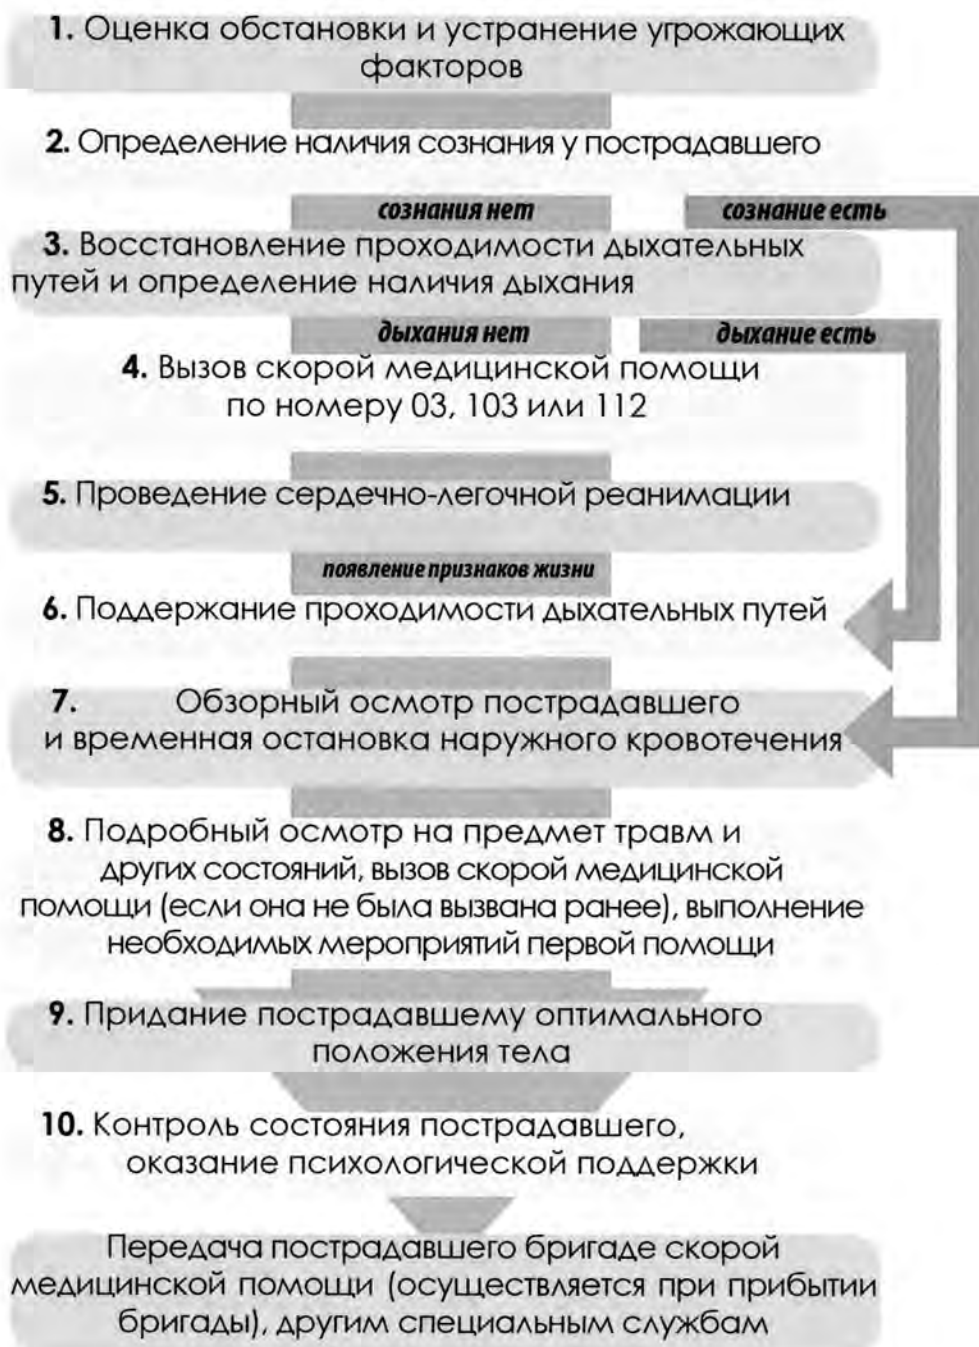 1. Оценка обстановки и устранение угрожающих
факторов
2. Определение наличия сознания у пострадавшего
сознания нет
сознание есть
3. Восстановление проходимости дыхательных
путей и определение наличия дыхания
дыхания нет
дыхание есть
4. Вызов скорой медицинской помощи
по номеру 03, 103 или 112
5. Проведение сердечно-легочной реанимации
появление признаков жизни
6. Поддержание проходимости дыхательных путей
7. Обзорный осмотр пострадавшего
и временная остановка наружного кровотечения
8. Подробный осмотр на предмет травм и
других состояний, вызов скорой медицинской
помощи (если она не была вызвана ранее), выполнение
необходимых мероприятий первой помощи
9. Придание пострадавшему оптимального
положения тела
10. Контроль состояния пострадавшего,
оказание психологической поддержки
Передача пострадавшего бригаде скорой
медицинской помощи (осуществляется при прибытии
бригады), другим специальным службам